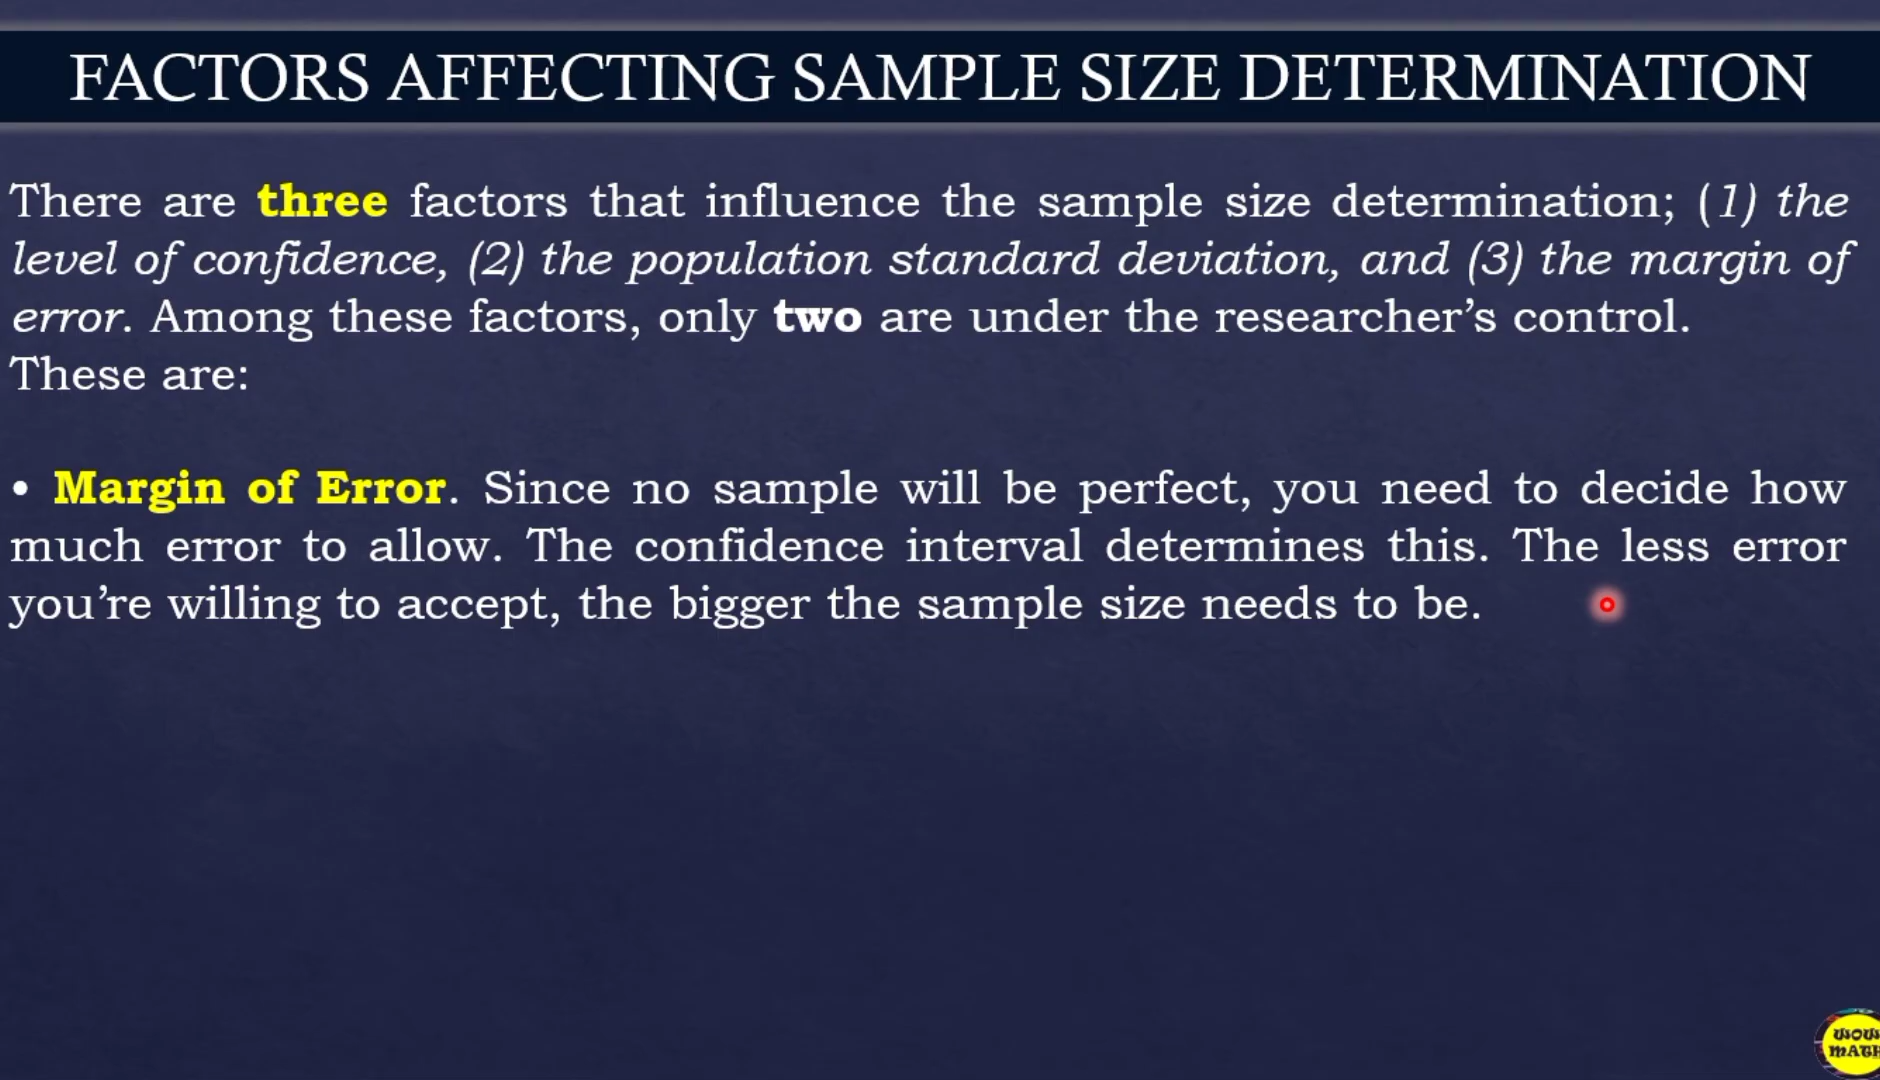 FACTORS AFFECTING SAMPLE SIZE DETERMINATION
There are three factors that influence the sample size determination; (1) the
level of confidence, (2) the population standard deviation, and (3) the margin of
error. Among these factors, only two are under the researcher’s control.
These are:
• Margin of Error. Since no sample will be perfect, you need to decide how
much error to allow. The confidence interval determines this. The less error
you’re willing to accept, the bigger the sample size needs to be.
WOW
MATH